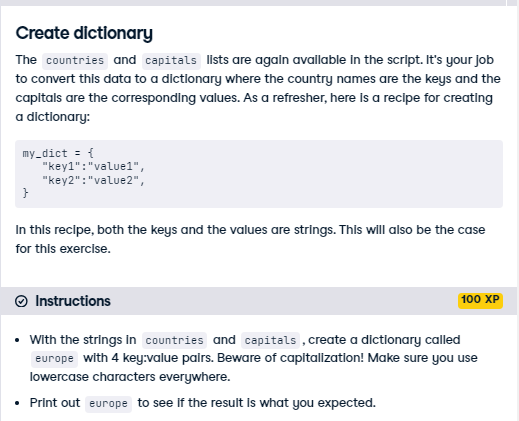 Create dictionary
The countries and capitals lists are again available in the script. It's your job
to convert this data to a dictionary where the country names are the keys and the
capitals are the corresponding values. As a refresher, here is a recipe for creating
a dictionary:
my_dict = {
   "key1":"value1",
   "key2":"value2",
}
In this recipe, both the keys and the values are strings. This will also be the case
for this exercise.
Instructions 100 XP
• With the strings in countries and capitals , create a dictionary called
europe with 4 key:value pairs. Beware of capitalization! Make sure you use
lowercase characters everywhere.
• Print out europe to see if the result is what you expected.